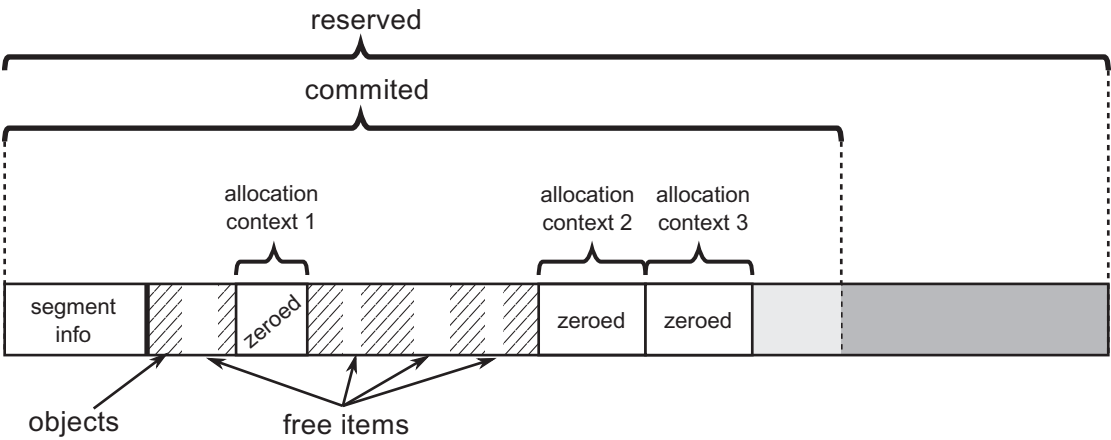 reserved
commited
allocation
context 1
allocation
context 2
allocation
context 3
segment
info
zeroed
zeroed
zeroed
objects
free items